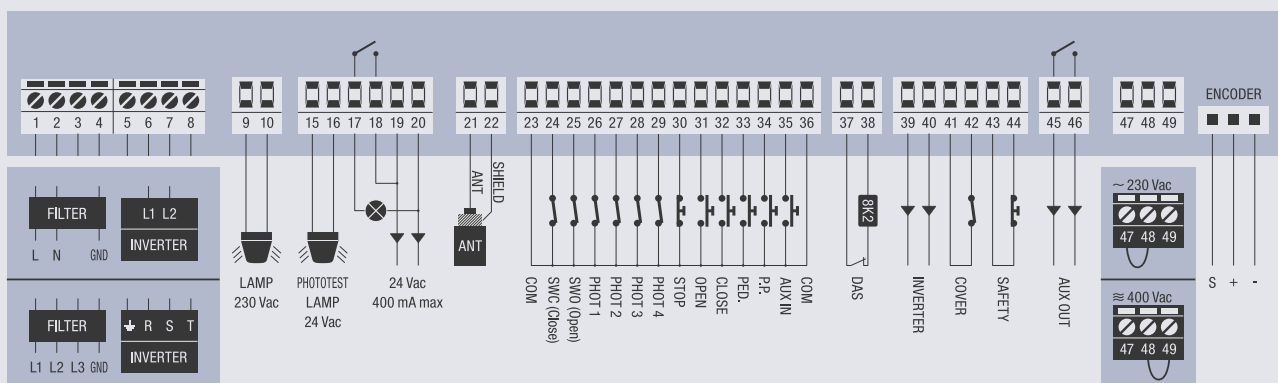 ENCODER
1 2 3 4 5 6 7 8
9 10
15 16 17 18 19 20
21 22
23 24 25 26 27 28 29 30 31 32 33 34 35 36
37 38
39 40 41 42 43 44
45 46
47 48 49
FILTER
L N GND
L1 L2
INVERTER
FILTER
L1 L2 L3 GND
R S T
INVERTER
LAMP
230 Vac
PHOTOTEST
LAMP
24 Vac
24 Vac
400 mA max
ANT
SHIELD
ANT
COM
SWC (Close)
SWO (Open)
PHOT 1
PHOT 2
PHOT 3
PHOT 4
STOP
OPEN
CLOSE
PED.
P.P.
AUX IN
COM
8K2
DAS
INVERTER
COVER
SAFETY
AUX OUT
~ 230 Vac
47 48 49
≋ 400 Vac
47 48 49
S + -